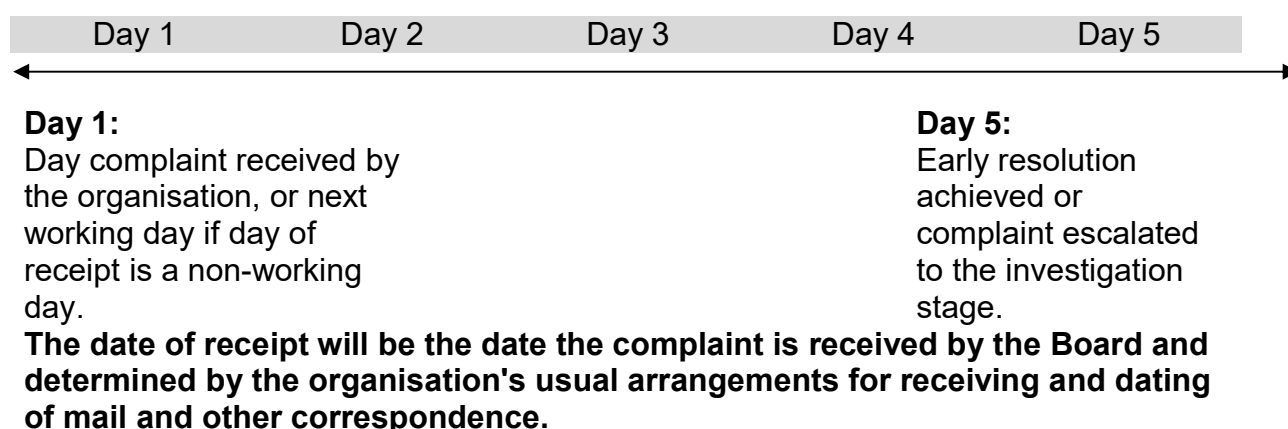 Day 1 Day 2 Day 3 Day 4 Day 5
Day 1:
Day complaint received by
the organisation, or next
working day if day of
receipt is a non-working
day.
Day 5:
Early resolution
achieved or
complaint escalated
to the investigation
stage.
The date of receipt will be the date the complaint is received by the Board and
determined by the organisation's usual arrangements for receiving and dating
of mail and other correspondence.